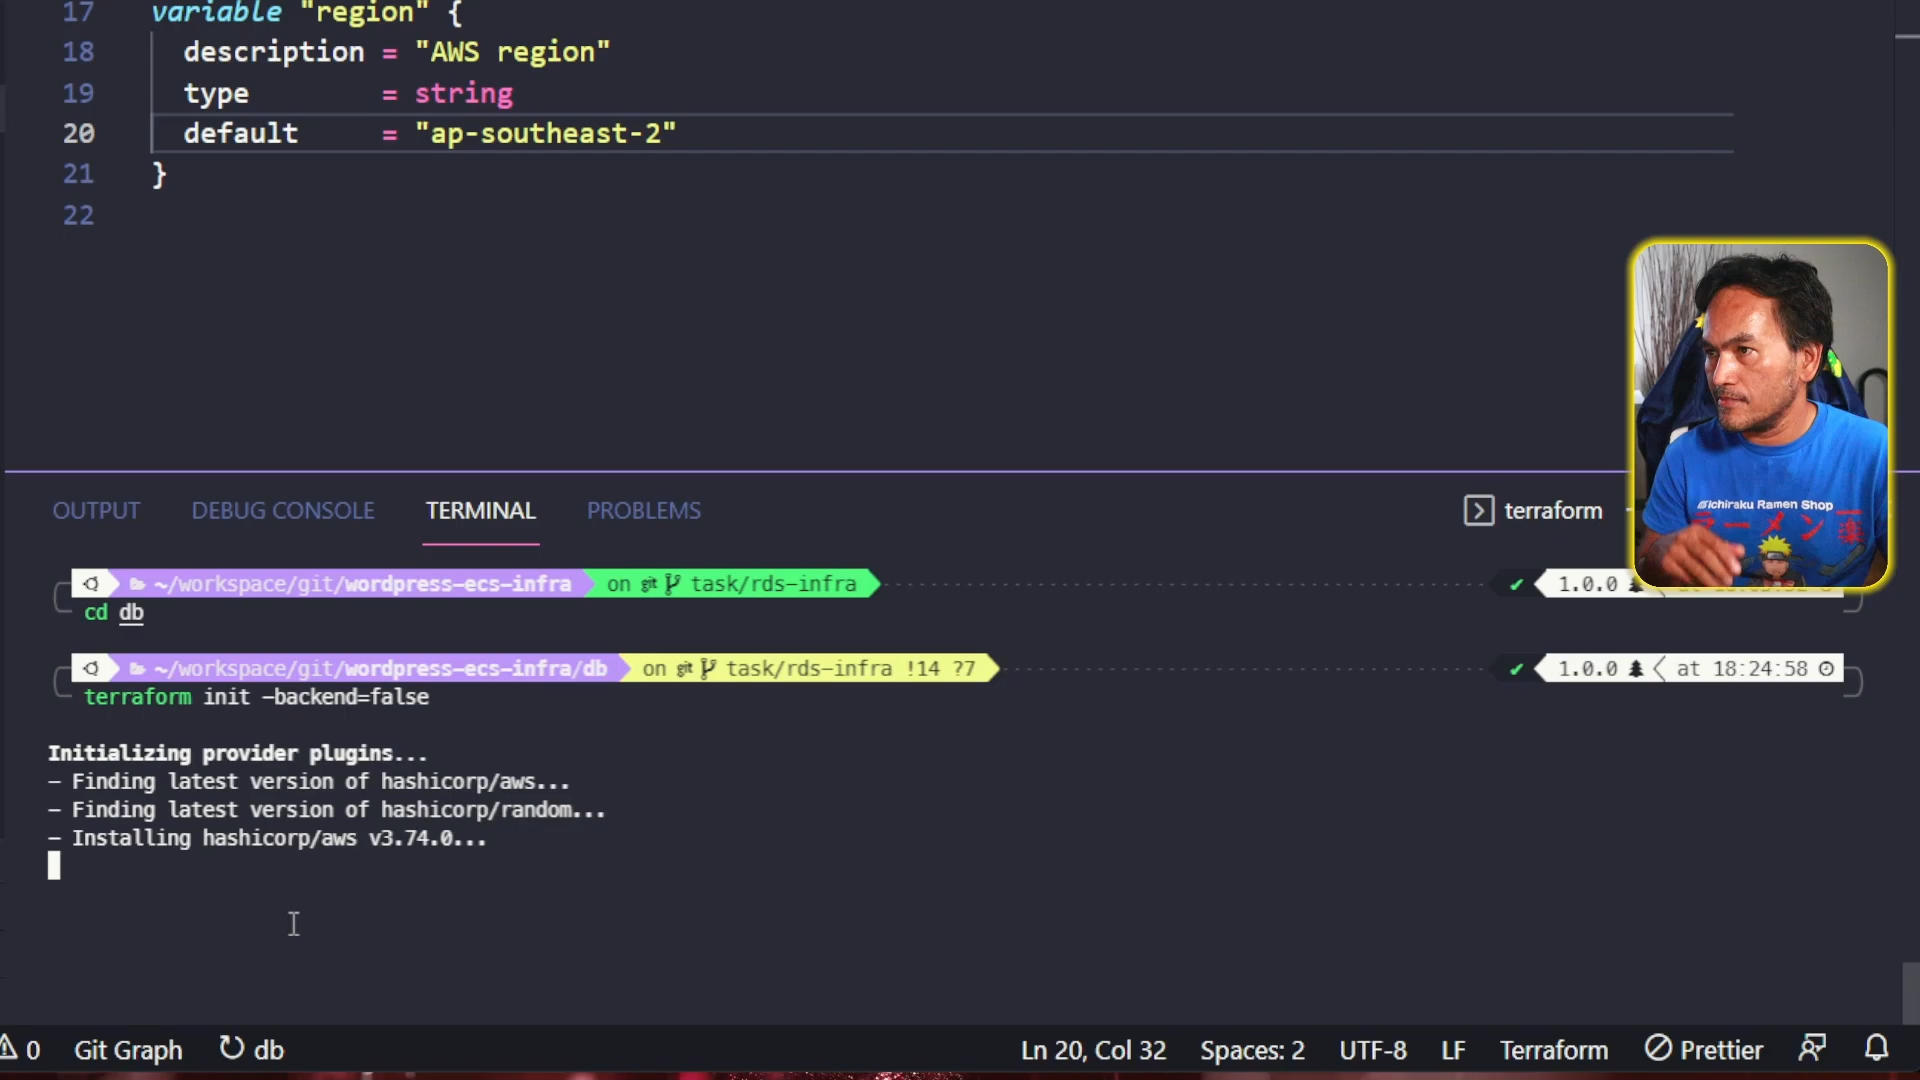 17 variable "region" {
18 description = "AWS region"
19 type = string
20 default = "ap-southeast-2"
21 }
22
OUTPUT DEBUG CONSOLE TERMINAL PROBLEMS terraform
~/workspace/git/wordpress-ecs-infra on git task/rds-infra ✔ 1.0.0
cd db
~/workspace/git/wordpress-ecs-infra/db on git task/rds-infra !14 ?7 ✔ 1.0.0 at 18:24:58
terraform init -backend=false
Initializing provider plugins...
- Finding latest version of hashicorp/aws...
- Finding latest version of hashicorp/random...
- Installing hashicorp/aws v3.74.0...
Ichiraku Ramen Shop
ラーメン
0 Git Graph db Ln 20, Col 32 Spaces: 2 UTF-8 LF Terraform Prettier